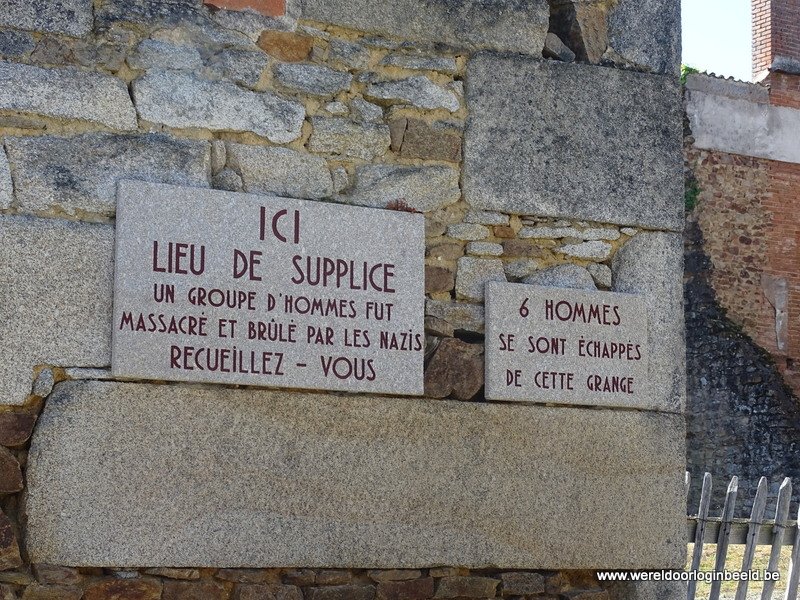 ICI
LIEU DE SUPPLICE
UN GROUPE D'HOMMES FUT
MASSACRÉ ET BRÛLÉ PAR LES NAZIS
RECUEILLEZ - VOUS
6 HOMMES
SE SONT ÉCHAPPÉS
DE CETTE GRANGE
www.wereldoorloginbeeld.be